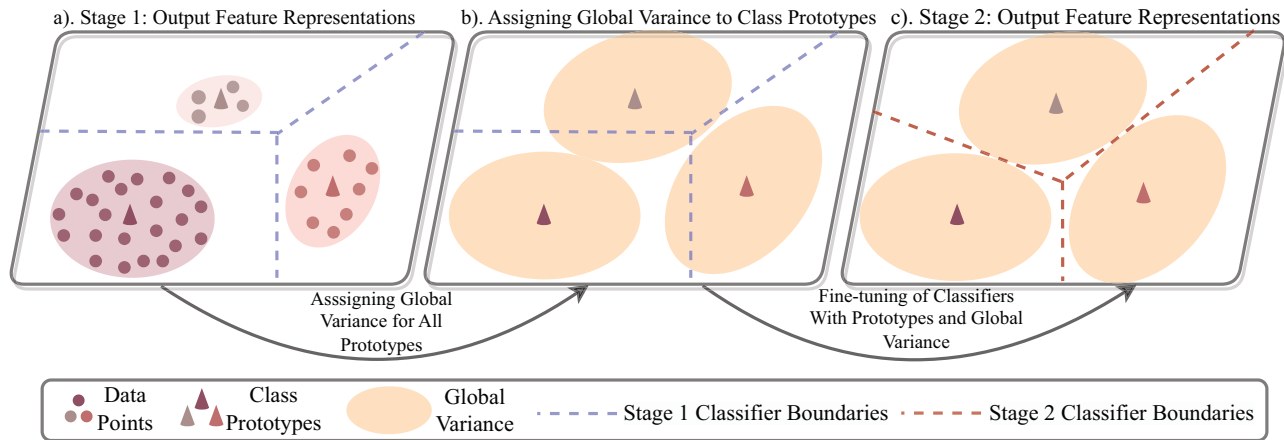 a). Stage 1: Output Feature Representations
b). Assigning Global Varaince to Class Prototypes
c). Stage 2: Output Feature Representations
Asssigning Global
Variance for All
Prototypes
Fine-tuning of Classifiers
With Prototypes and Global
Variance
Data
Points
Class
Prototypes
Global
Variance
Stage 1 Classifier Boundaries
Stage 2 Classifier Boundaries